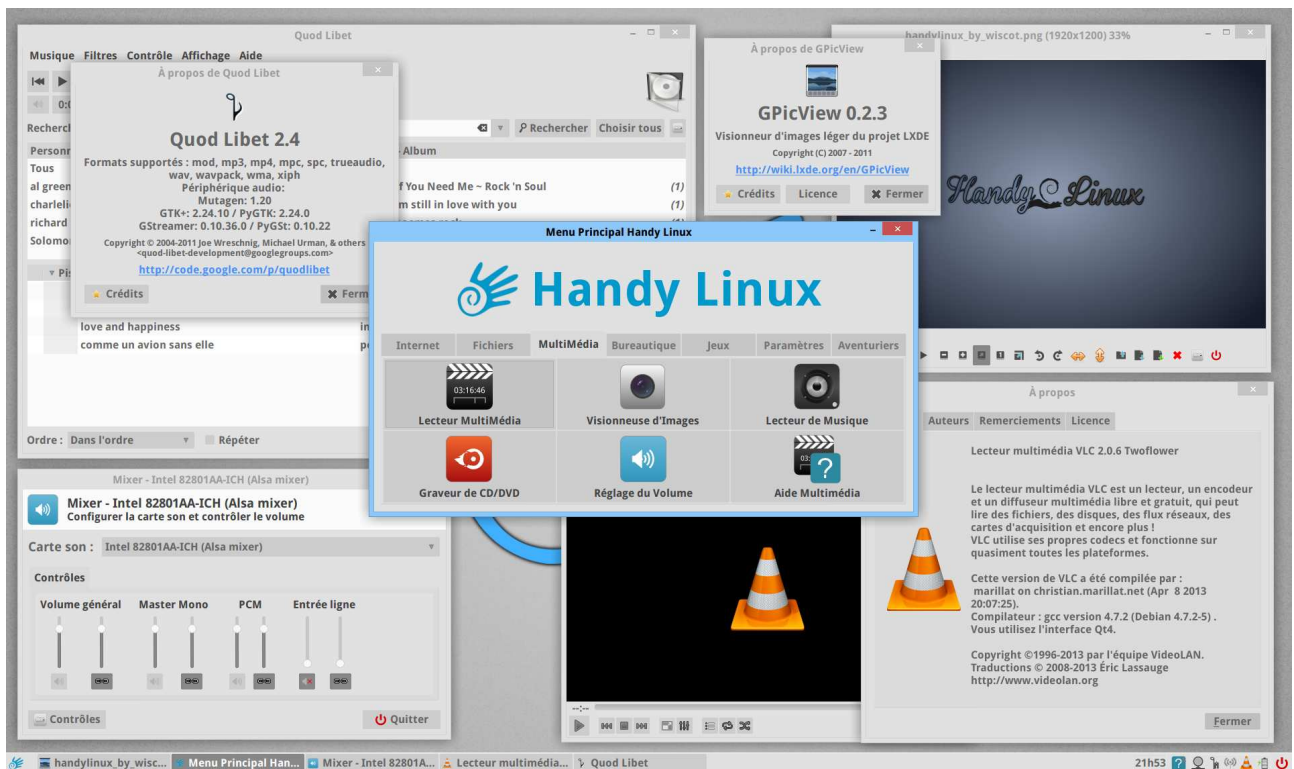 Quod Libet
Musique Filtres Contrôle Affichage Aide
À propos de Quod Libet
Quod Libet 2.4
Formats supportés : mod, mp3, mp4, mpc, spc, trueaudio,
wav, wavpack, wma, xiph
Périphérique audio:
Mutagen: 1.20
GTK+: 2.24.10 / PyGTK: 2.24.0
GStreamer: 0.10.36.0 / PyGSt: 0.10.22
Copyright © 2004-2011 Joe Wreschnig, Michael Urman, & others
<quod-libet-development@googlegroups.com>
http://code.google.com/p/quodlibet
Crédits
Rechercher Choisir tous
Album
Tous
al green
f You Need Me ~ Rock 'n Soul (1)
m still in love with you (1)
richard
love and happiness
comme un avion sans elle
Ordre : Dans l'ordre Répéter
À propos de GPicView
GPicView 0.2.3
Visionneur d'images léger du projet LXDE
Copyright (C) 2007 - 2011
http://wiki.lxde.org/en/GPicView
Crédits Licence Fermer
handylinux_by_wiscot.png (1920x1200) 33%
Handy Linux
Menu Principal Handy Linux
Handy Linux
Internet Fichiers MultiMédia Bureautique Jeux Paramètres Aventuriers
03:16:46
Lecteur MultiMédia Visionneuse d'Images Lecteur de Musique
Graveur de CD/DVD Réglage du Volume Aide Multimédia
Mixer - Intel 82801AA-ICH (Alsa mixer)
Mixer - Intel 82801AA-ICH (Alsa mixer)
Configurer la carte son et contrôler le volume
Carte son : Intel 82801AA-ICH (Alsa mixer)
Contrôles
Volume général Master Mono PCM Entrée ligne
Contrôles Quitter
--:--
À propos
Auteurs Remerciements Licence
Lecteur multimédia VLC 2.0.6 Twoflower
Le lecteur multimédia VLC est un lecteur, un encodeur
et un diffuseur multimédia libre et gratuit, qui peut
lire des fichiers, des disques, des flux réseaux, des
cartes d'acquisition et encore plus !
VLC utilise ses propres codecs et fonctionne sur
quasiment toutes les plateformes.
Cette version de VLC a été compilée par :
marillat on christian.marillat.net (Apr 8 2013
20:07:25).
Compilateur : gcc version 4.7.2 (Debian 4.7.2-5) .
Vous utilisez l'interface Qt4.
Copyright ©1996-2013 par l'équipe VideoLAN.
Traductions © 2008-2013 Éric Lassauge
http://www.videolan.org
Fermer
handylinux_by_wisc... Menu Principal Han... Mixer - Intel 82801A... Lecteur multimédia... Quod Libet 21h53